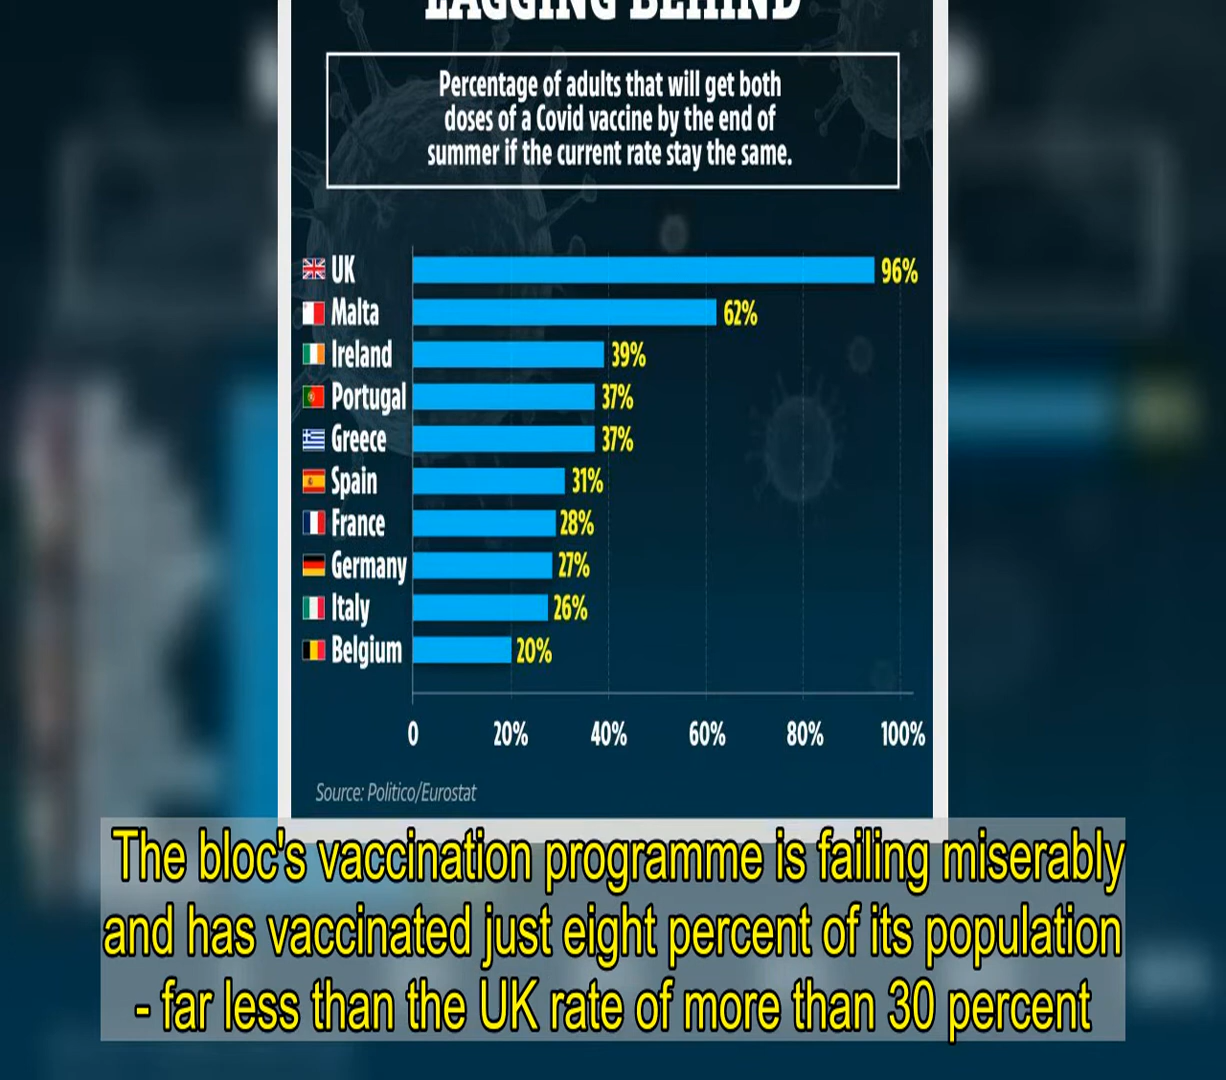 LAGGING BEHIND
Percentage of adults that will get both
doses of a Covid vaccine by the end of
summer if the current rate stay the same.
UK 96%
Malta 62%
Ireland 39%
Portugal 37%
Greece 37%
Spain 31%
France 28%
Germany 27%
Italy 26%
Belgium 20%
0 20% 40% 60% 80% 100%
Source: Politico/Eurostat
The bloc's vaccination programme is failing miserably
and has vaccinated just eight percent of its population
- far less than the UK rate of more than 30 percent